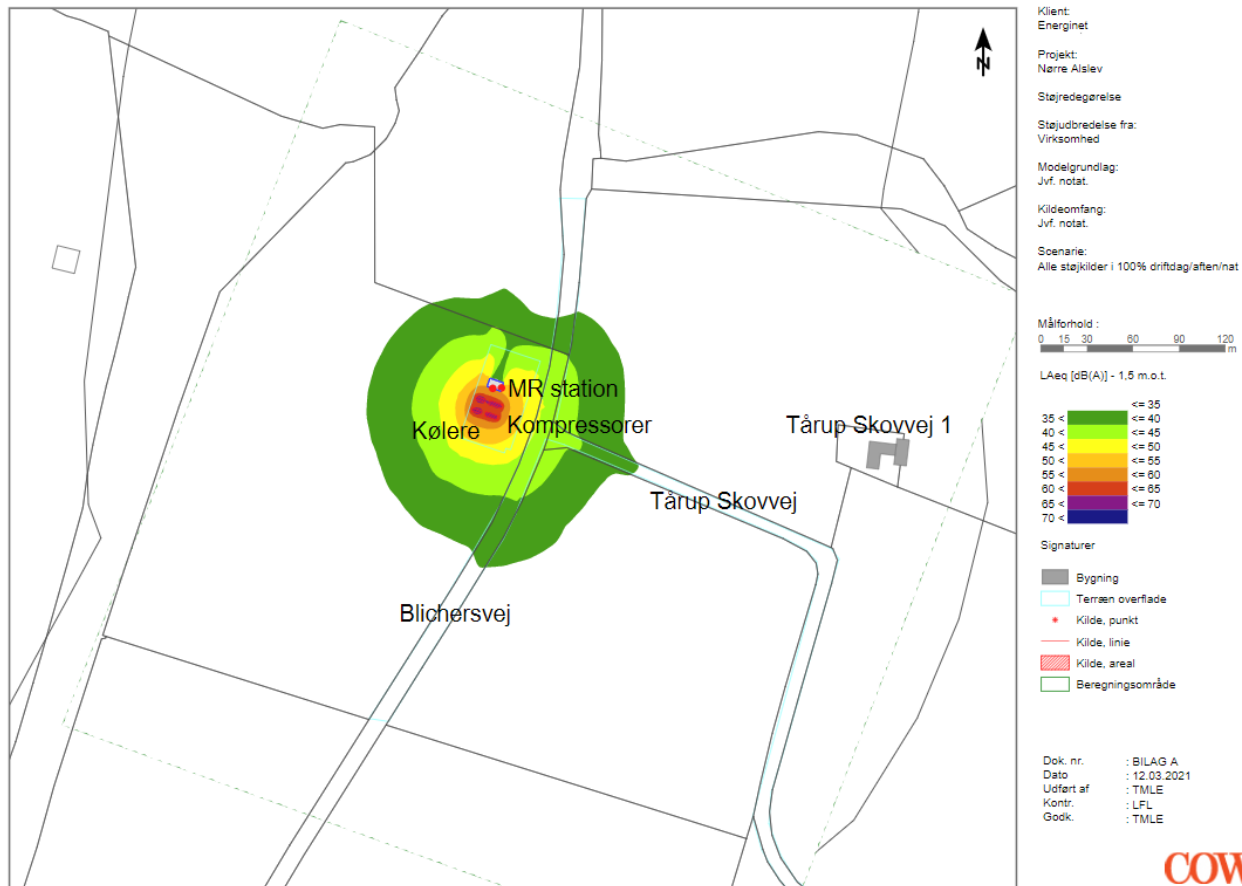 N
MR station
Kompressorer
Kølere
Tårup Skovvej 1
Tårup Skovvej
Blichersvej
Klient:
Energinet
Projekt:
Nørre Alslev
Støjredegørelse
Støjudbredelse fra:
Virksomhed
Modelgrundlag:
Jvf. notat.
Kildeomfang:
Jvf. notat.
Scenarie:
Alle støjkilder i 100% driftdag/aften/nat
Målforhold :
0 15 30 60 90 120
m
LAeq [dB(A)] - 1,5 m.o.t.
<= 35
35 < <= 40
40 < <= 45
45 < <= 50
50 < <= 55
55 < <= 60
60 < <= 65
65 < <= 70
70 <
Signaturer
Bygning
Terræn overflade
Kilde, punkt
Kilde, linie
Kilde, areal
Beregningsområde
Dok. nr. : BILAG A
Dato : 12.03.2021
Udført af : TMLE
Kontr. : LFL
Godk. : TMLE